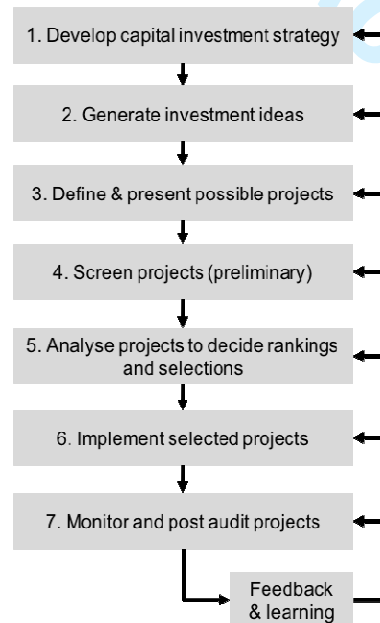 1. Develop capital investment strategy
2. Generate investment ideas
3. Define & present possible projects
4. Screen projects (preliminary)
5. Analyse projects to decide rankings
and selections
6. Implement selected projects
7. Monitor and post audit projects
Feedback
& learning